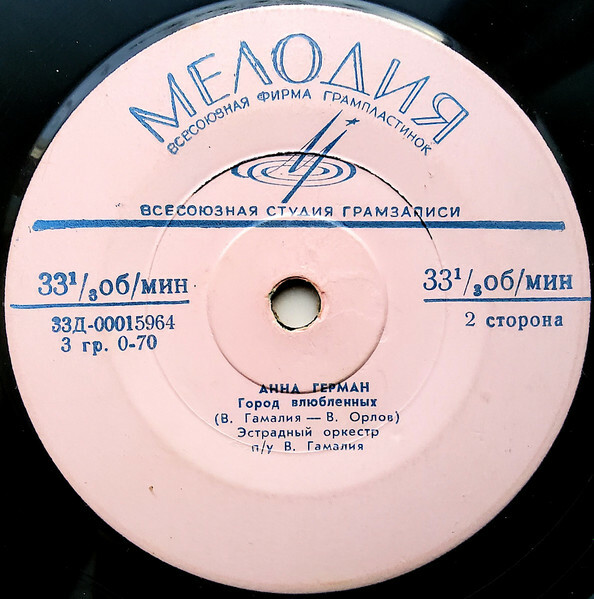 МЕЛОДИЯ
ВСЕСОЮЗНАЯ ФИРМА ГРАМПЛАСТИНОК
ВСЕСОЮЗНАЯ СТУДИЯ ГРАМЗАПИСИ
33¹/₃об/мин
33¹/₃об/мин
33Д-00015964
3 гр. 0-70
2 сторона
АННА ГЕРМАН
Город влюбленных
(В. Гамалия — В. Орлов)
Эстрадный оркестр
п/у В. Гамалия